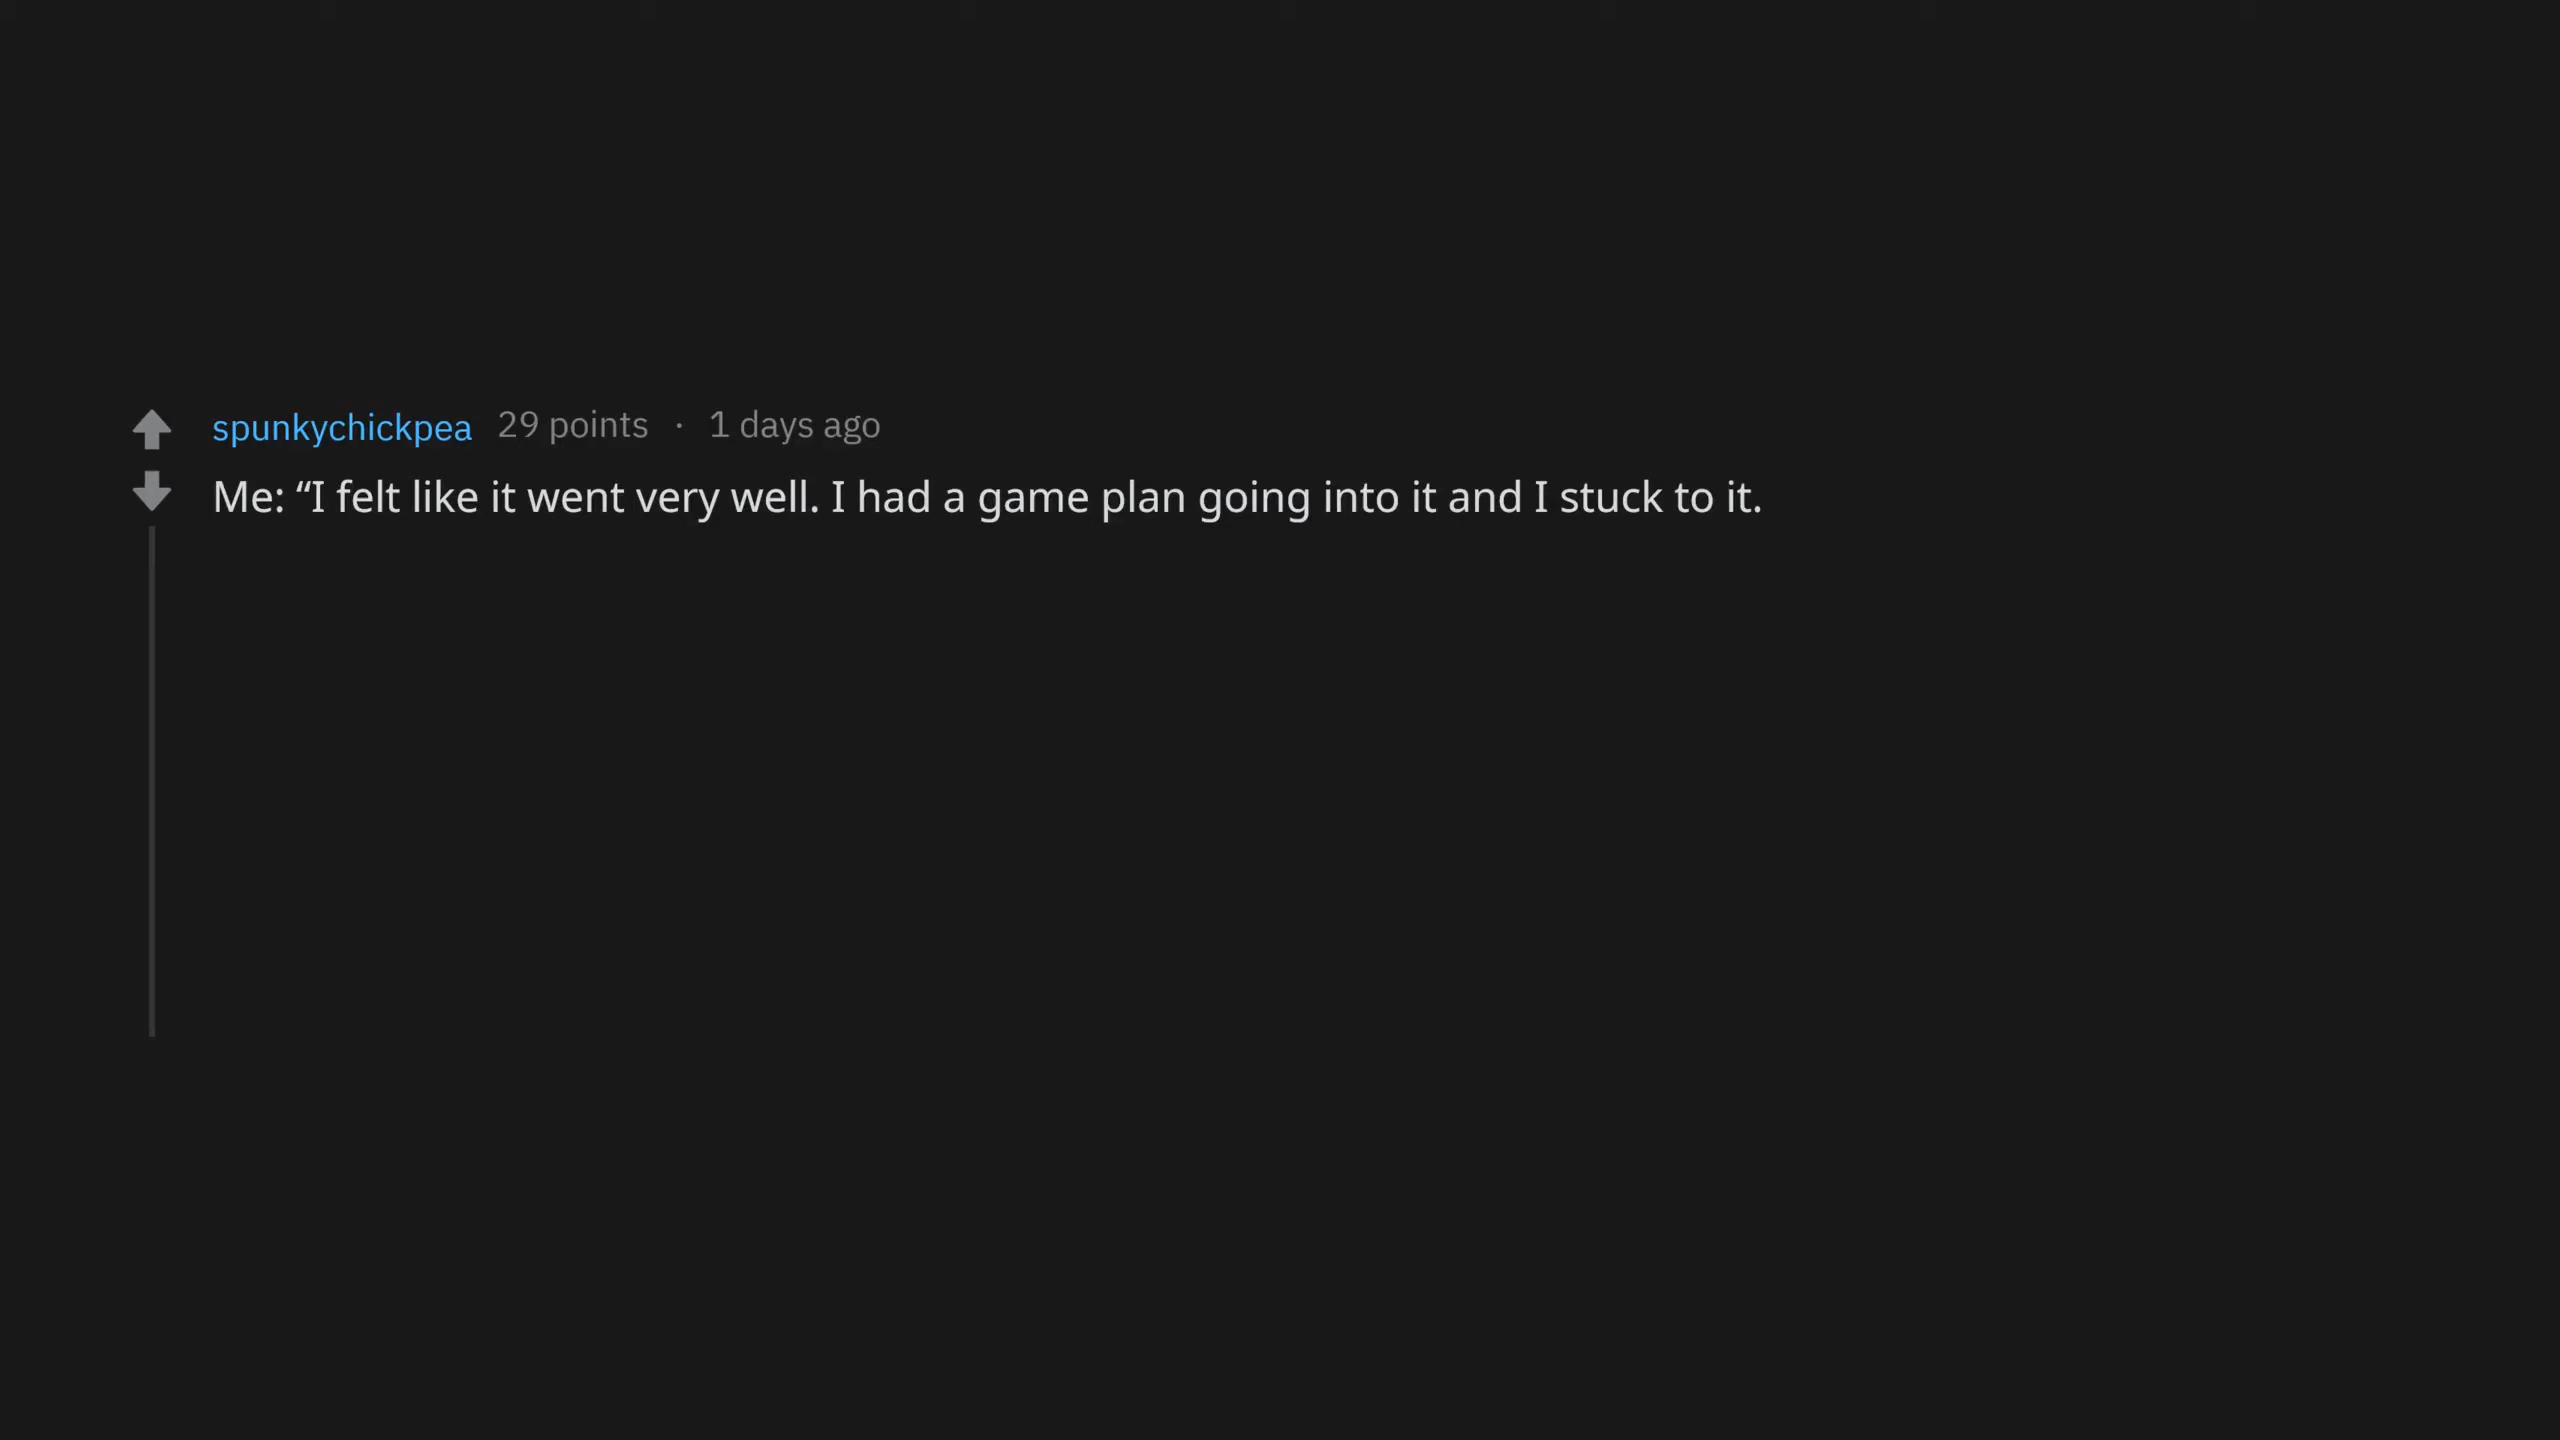 spunkychickpea 29 points · 1 days ago
Me: “I felt like it went very well. I had a game plan going into it and I stuck to it.